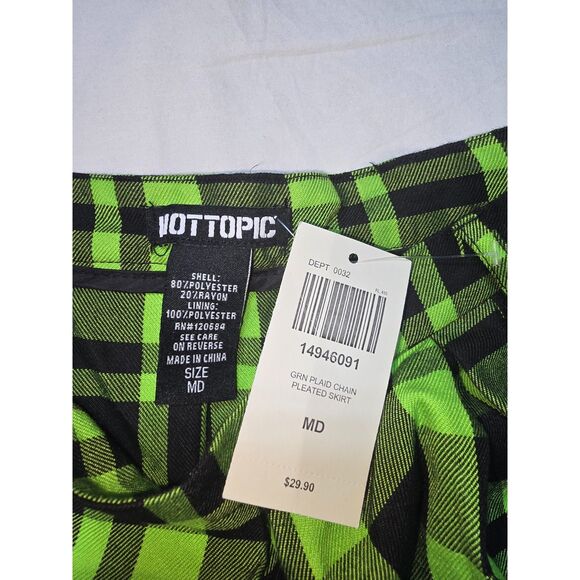 HOTTOPIC
SHELL:
80%POLYESTER
20%RAYON
LINING:
100%POLYESTER
RN#120684
SEE CARE
ON REVERSE
MADE IN CHINA
SIZE
MD
DEPT 0032
14946091
GRN PLAID CHAIN
PLEATED SKIRT
MD
$29.90